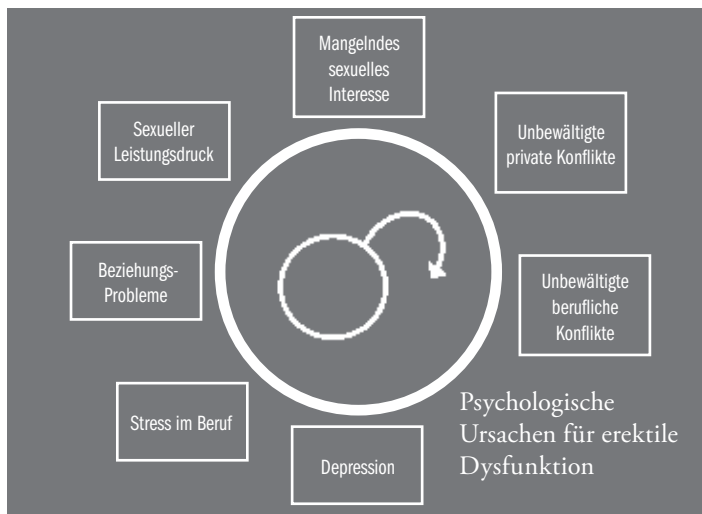 Mangelndes
sexuelles
Interesse
Sexueller
Leistungsdruck
Unbewältigte
private Konflikte
Beziehungs-
Probleme
Unbewältigte
berufliche
Konflikte
Stress im Beruf
Depression
Psychologische
Ursachen für erektile
Dysfunktion